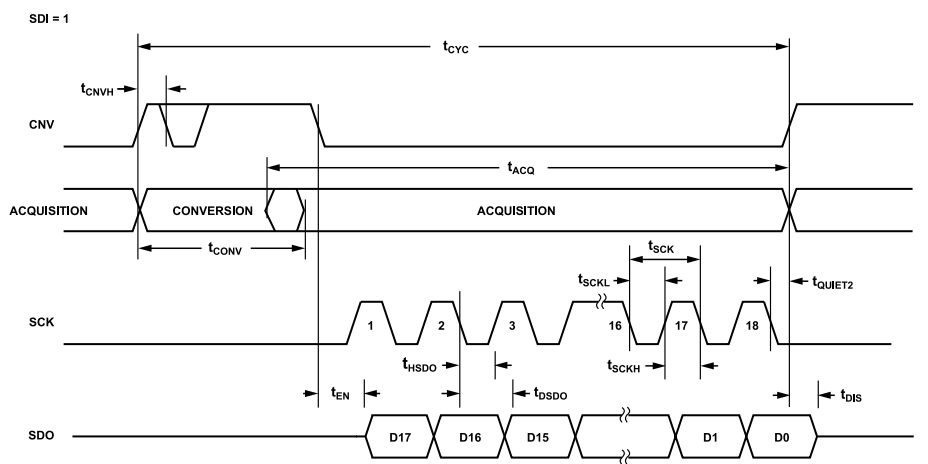 SDI = 1
tCYC
tCNVH
CNV
tACQ
ACQUISITION
CONVERSION
ACQUISITION
tCONV
tSCK
tSCKL
tQUIET2
SCK
1
2
3
16
17
18
tHSDO
tSCKH
tEN
tDSDO
tDIS
SDO
D17
D16
D15
D1
D0